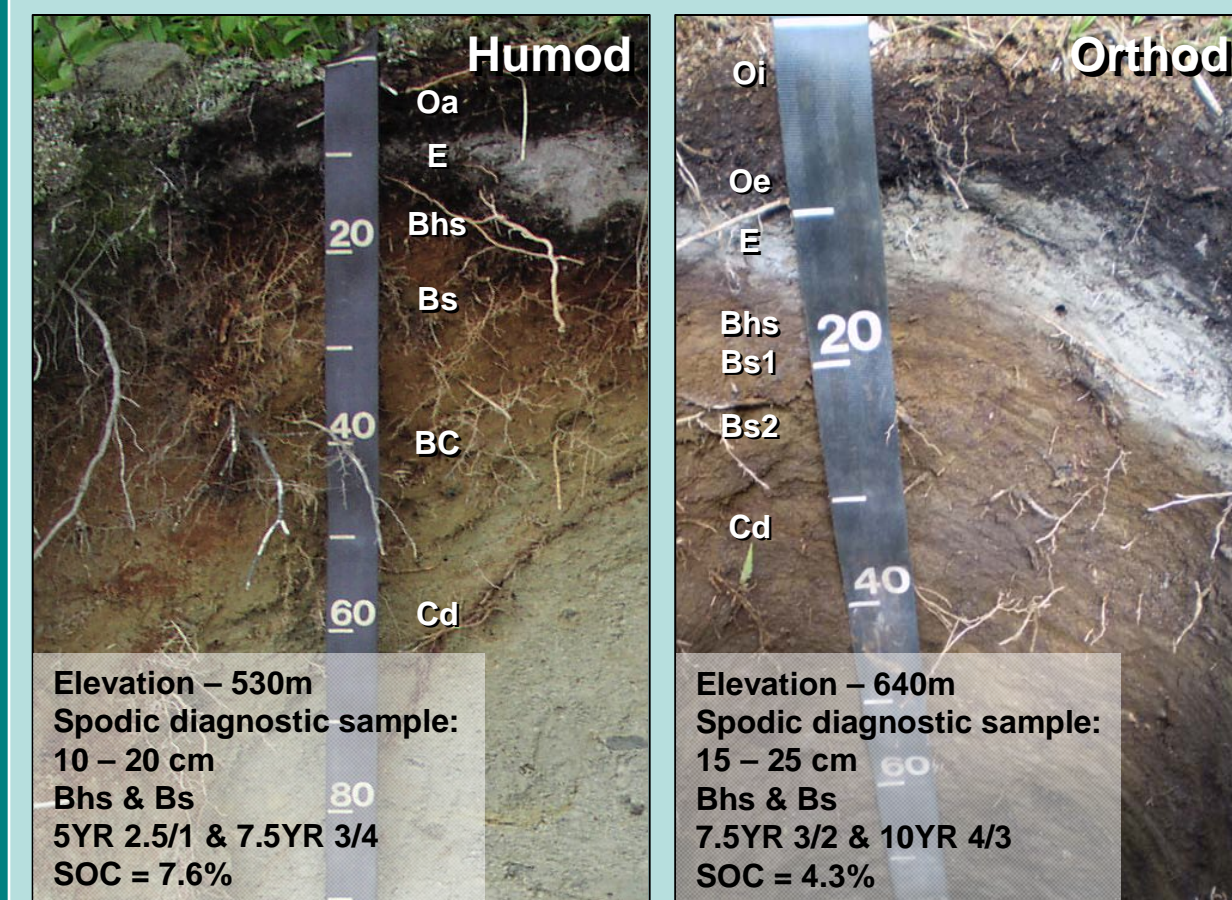 Humod
Oa
E
Bhs
20
Bs
40
BC
60
Cd
80
Elevation – 530m
Spodic diagnostic sample:
10 – 20 cm
Bhs & Bs
5YR 2.5/1 & 7.5YR 3/4
SOC = 7.6%
Orthod
Oi
Oe
E
Bhs
20
Bs1
Bs2
Cd
40
60
Elevation – 640m
Spodic diagnostic sample:
15 – 25 cm
Bhs & Bs
7.5YR 3/2 & 10YR 4/3
SOC = 4.3%